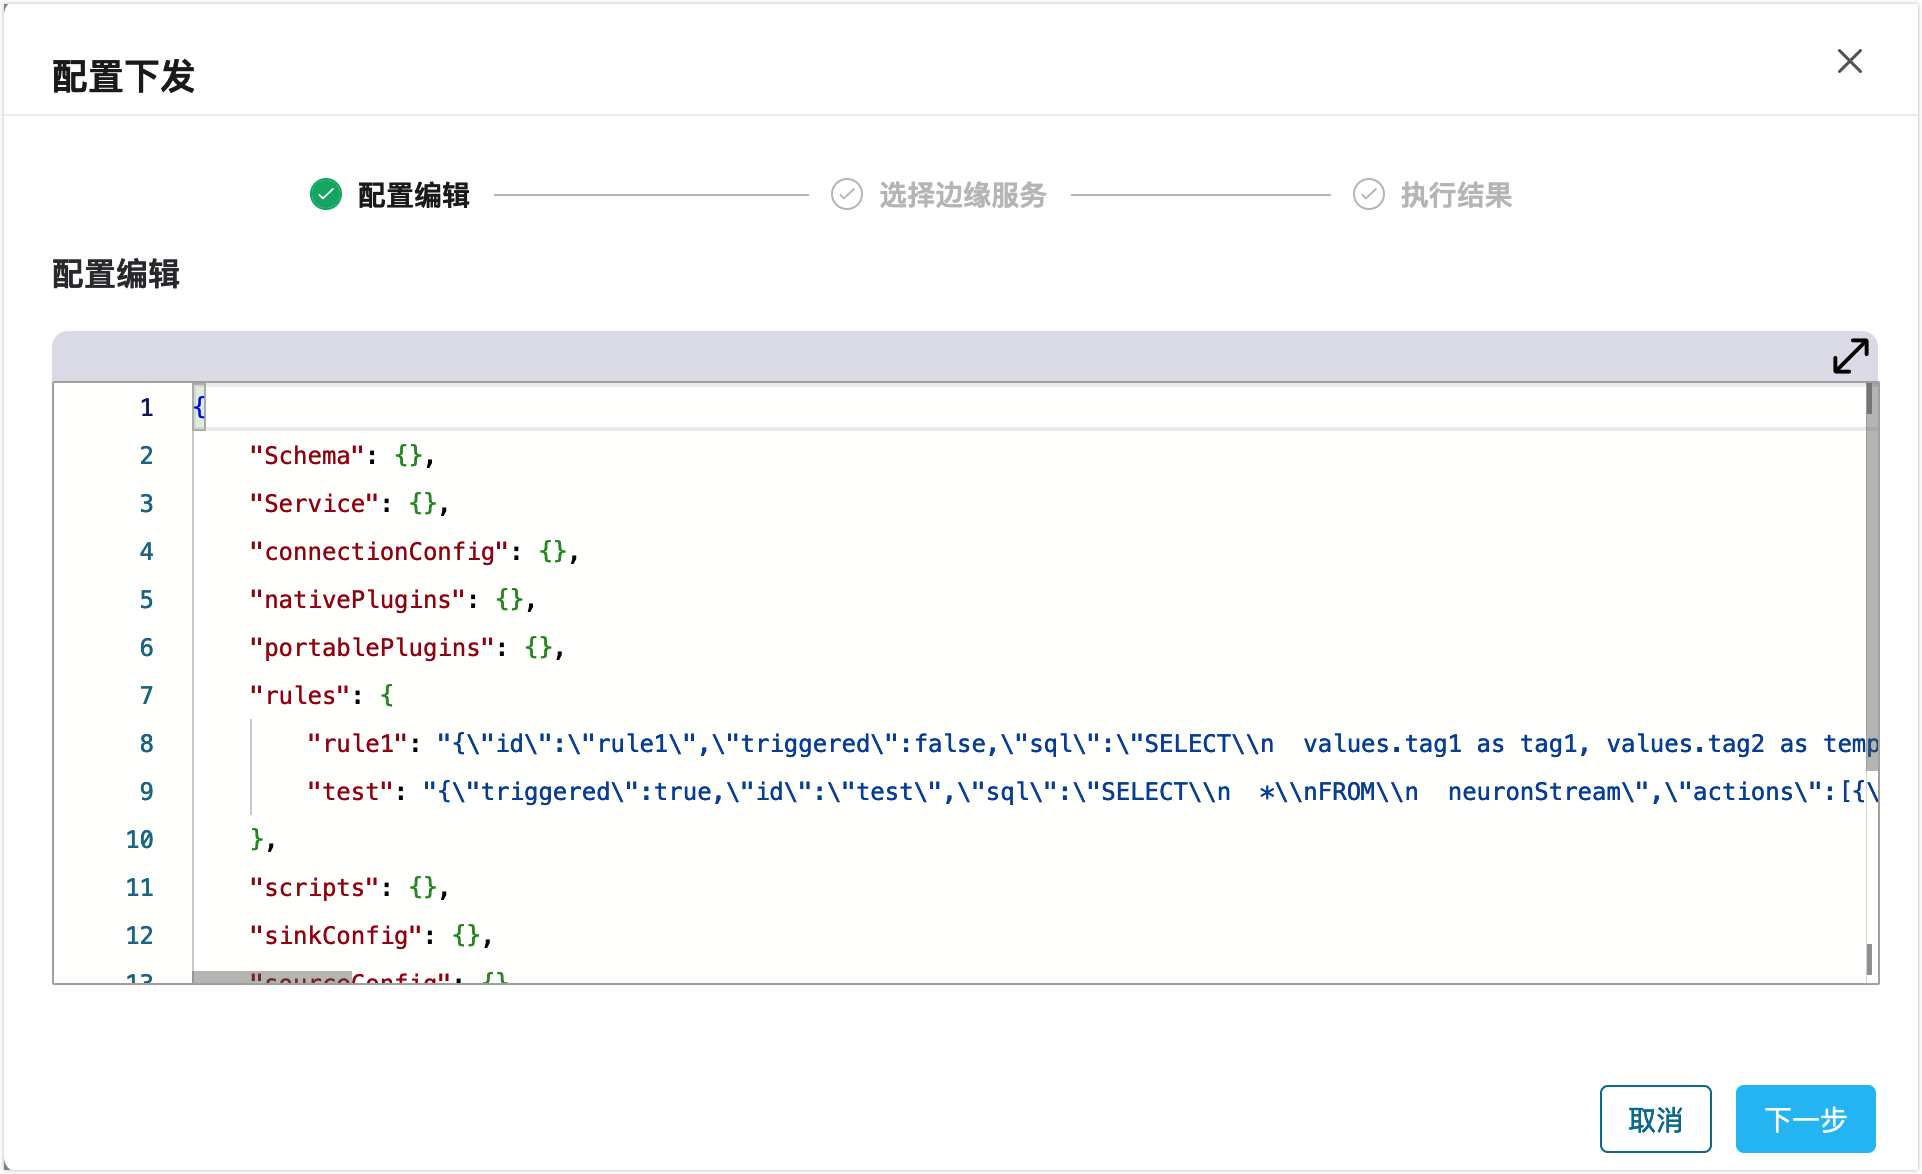 配置下发
配置编辑 选择边缘服务 执行结果
配置编辑
1 {
2 "Schema": {},
3 "Service": {},
4 "connectionConfig": {},
5 "nativePlugins": {},
6 "portablePlugins": {},
7 "rules": {
8 "rule1": "{\"id\":\"rule1\",\"triggered\":false,\"sql\":\"SELECT\\n  values.tag1 as tag1, values.tag2 as temp
9 "test": "{\"triggered\":true,\"id\":\"test\",\"sql\":\"SELECT\\n  *\\nFROM\\n  neuronStream\",\"actions\":[{\
10 },
11 "scripts": {},
12 "sinkConfig": {},
13 "sourceConfig": {}
取消 下一步